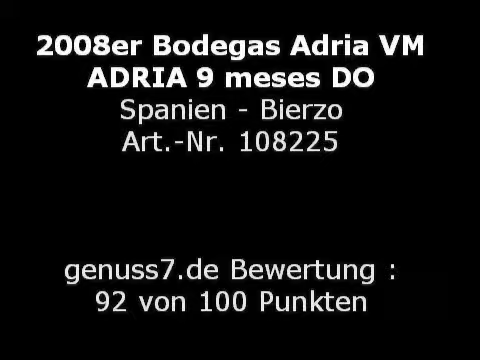 2008er Bodegas Adria VM
ADRIA 9 meses DO
Spanien - Bierzo
Art.-Nr. 108225
genuss7.de Bewertung :
92 von 100 Punkten